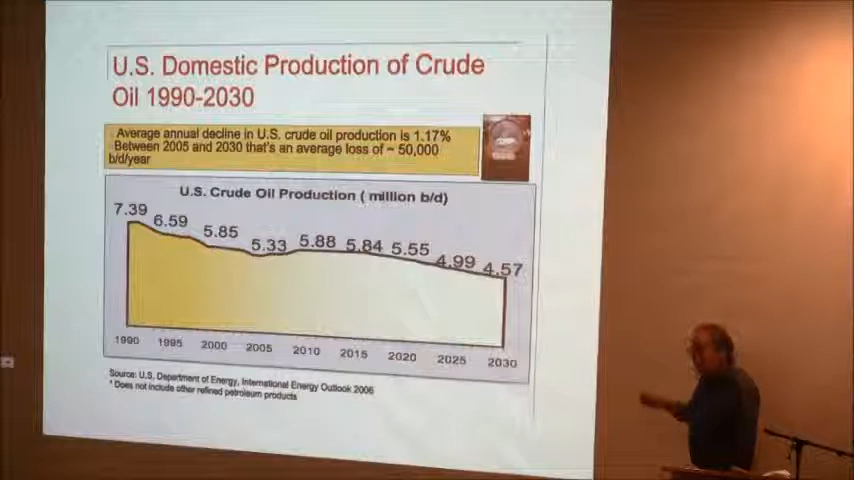 U.S. Domestic Production of Crude
Oil 1990-2030
Average annual decline in U.S. crude oil production is 1.17%
Between 2005 and 2030 that's an average loss of ~ 50,000
b/d/year
U.S. Crude Oil Production ( million b/d)
7.39 6.59 5.85 5.33 5.88 5.84 5.55 4.99 4.57
1990 1995 2000 2005 2010 2015 2020 2025 2030
Source: U.S. Department of Energy, International Energy Outlook 2006
* Does not include other refined petroleum products